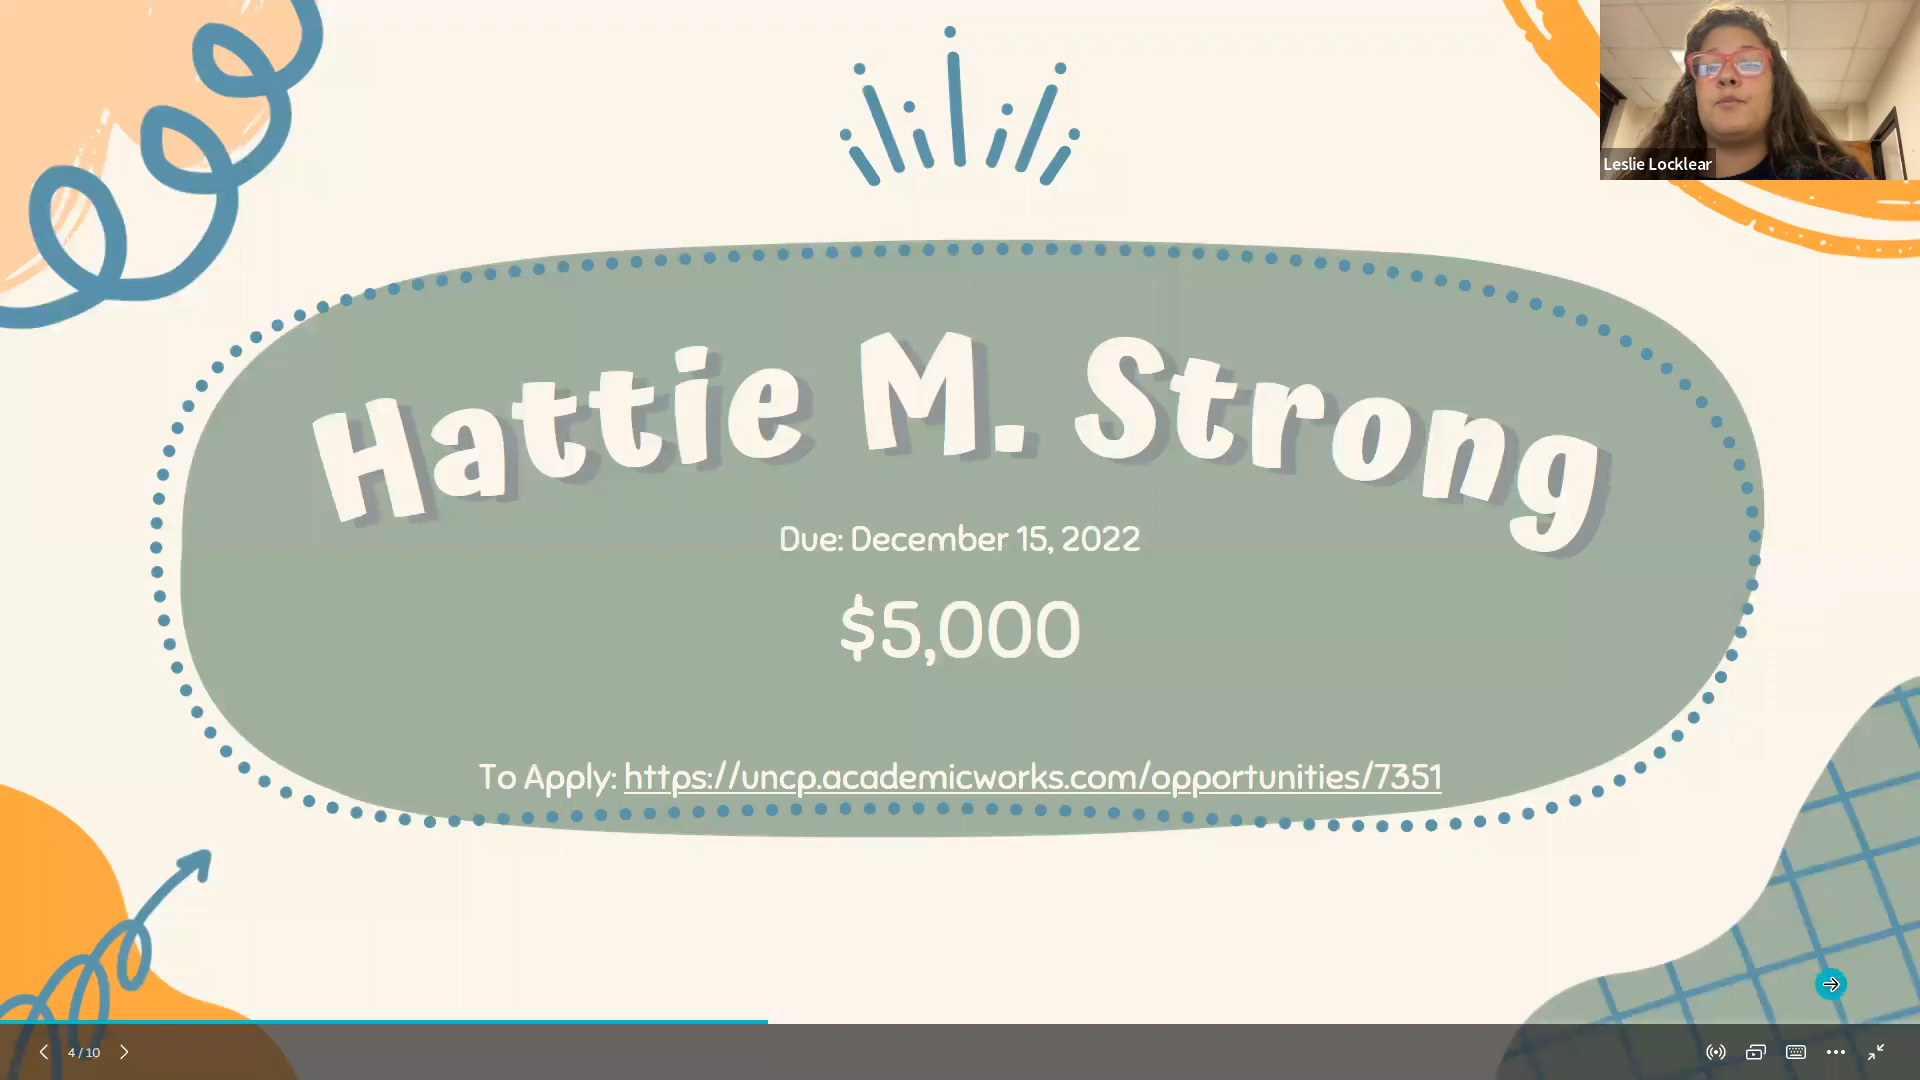 Leslie Locklear
Hattie M. Strong
Due: December 15, 2022
$5,000
To Apply: https://uncp.academicworks.com/opportunities/7351
4 / 10